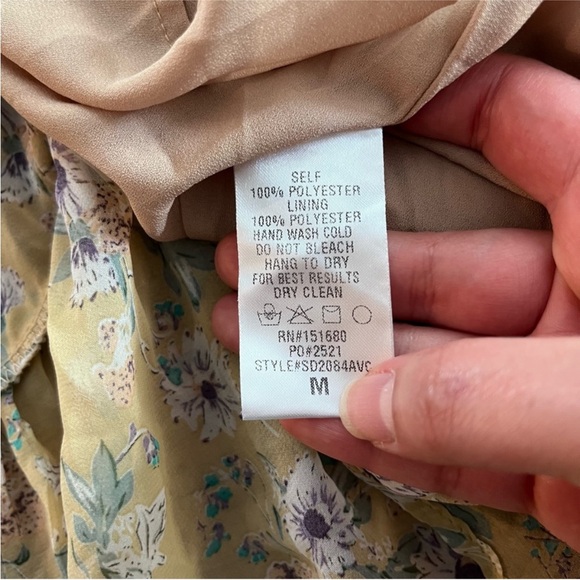 SELF
100% POLYESTER
LINING
100% POLYESTER
HAND WASH COLD
DO NOT BLEACH
HANG TO DRY
FOR BEST RESULTS
DRY CLEAN
RN#151680
PO#2521
STYLE#SD2084AVC
M